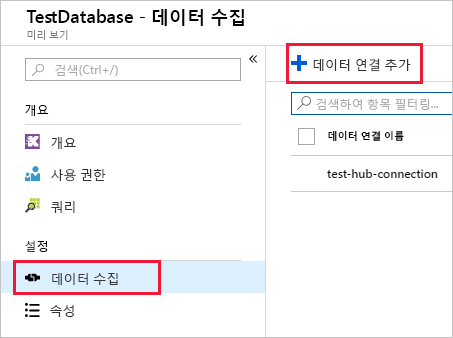 TestDatabase - 데이터 수집
미리 보기
검색(Ctrl+/)
개요
개요
사용 권한
쿼리
설정
데이터 수집
속성
데이터 연결 추가
검색하여 항목 필터링...
데이터 연결 이름
test-hub-connection